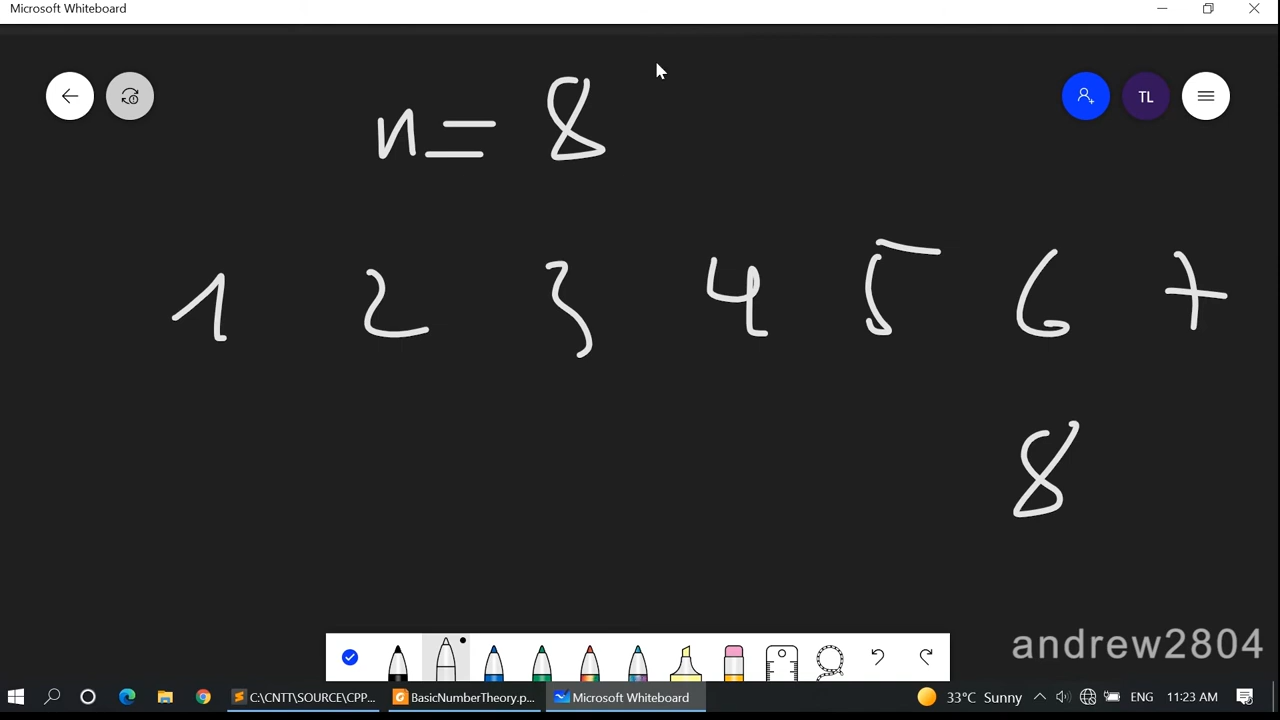 Microsoft Whiteboard
TL
n = 8
1 2 3 4 5 6 7
8
andrew2804
C:\CNTT\SOURCE\CPP... BasicNumberTheory.p... Microsoft Whiteboard 33°C Sunny ENG 11:23 AM